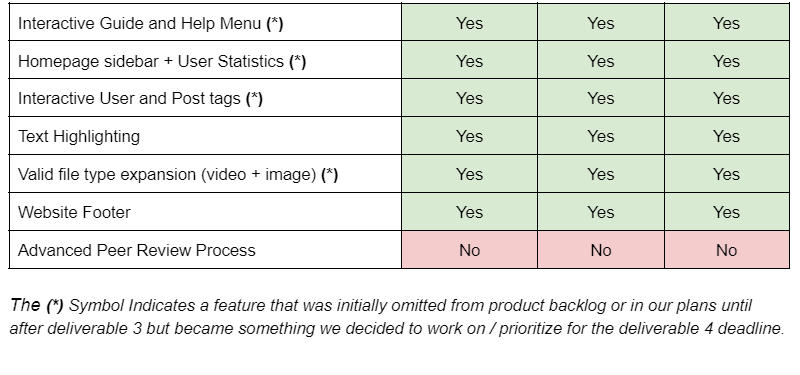 Interactive Guide and Help Menu (*) Yes Yes Yes
Homepage sidebar + User Statistics (*) Yes Yes Yes
Interactive User and Post tags (*) Yes Yes Yes
Text Highlighting Yes Yes Yes
Valid file type expansion (video + image) (*) Yes Yes Yes
Website Footer Yes Yes Yes
Advanced Peer Review Process No No No
The (*) Symbol Indicates a feature that was initially omitted from product backlog or in our plans until
after deliverable 3 but became something we decided to work on / prioritize for the deliverable 4 deadline.